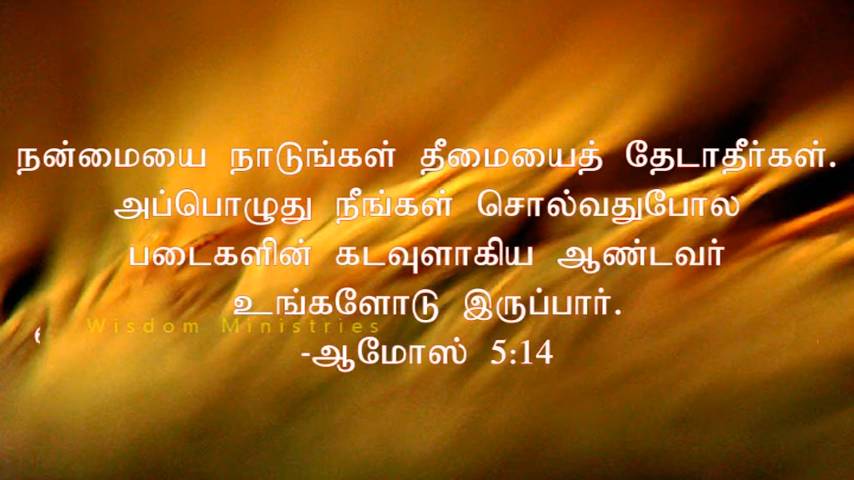 நன்மையை நாடுங்கள் தீமையைத் தேடாதீர்கள்.
அப்பொழுது நீங்கள் சொல்வதுபோல
படைகளின் கடவுளாகிய ஆண்டவர்
உங்களோடு இருப்பார்.
Wisdom Ministries
-ஆமோஸ் 5:14